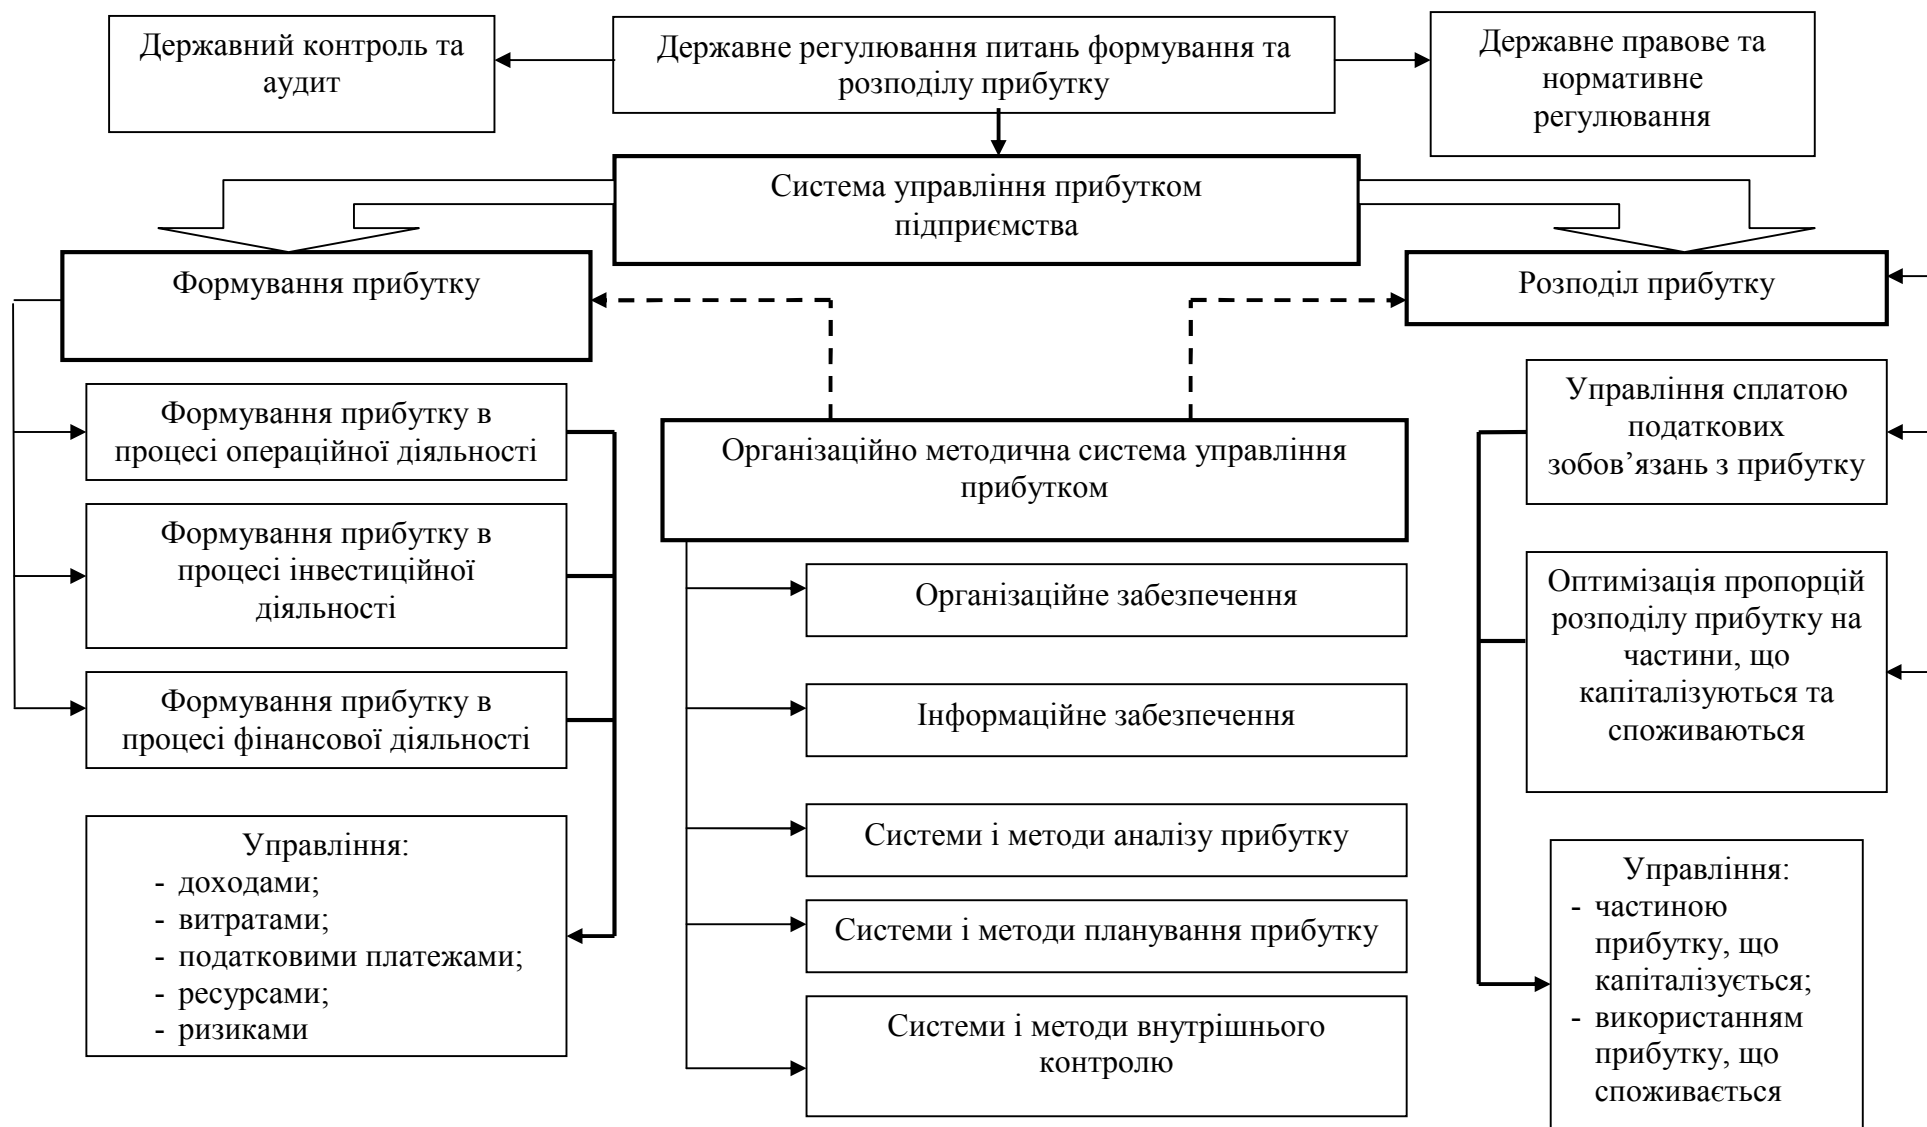 Державний контроль та
аудит
Державне регулювання питань формування та
розподілу прибутку
Державне правове та
нормативне
регулювання
Система управління прибутком
підприємства
Формування прибутку
Розподіл прибутку
Формування прибутку в
процесі операційної діяльності
Формування прибутку в
процесі інвестиційної
діяльності
Формування прибутку в
процесі фінансової діяльності
Управління:
- доходами;
- витратами;
- податковими платежами;
- ресурсами;
- ризиками
Організаційно методична система управління
прибутком
Організаційне забезпечення
Інформаційне забезпечення
Системи і методи аналізу прибутку
Системи і методи планування прибутку
Системи і методи внутрішнього
контролю
Управління сплатою
податкових
зобов’язань з прибутку
Оптимізація пропорцій
розподілу прибутку на
частини, що
капіталізуються та
споживаються
Управління:
- частиною
прибутку, що
капіталізується;
- використанням
прибутку, що
споживається